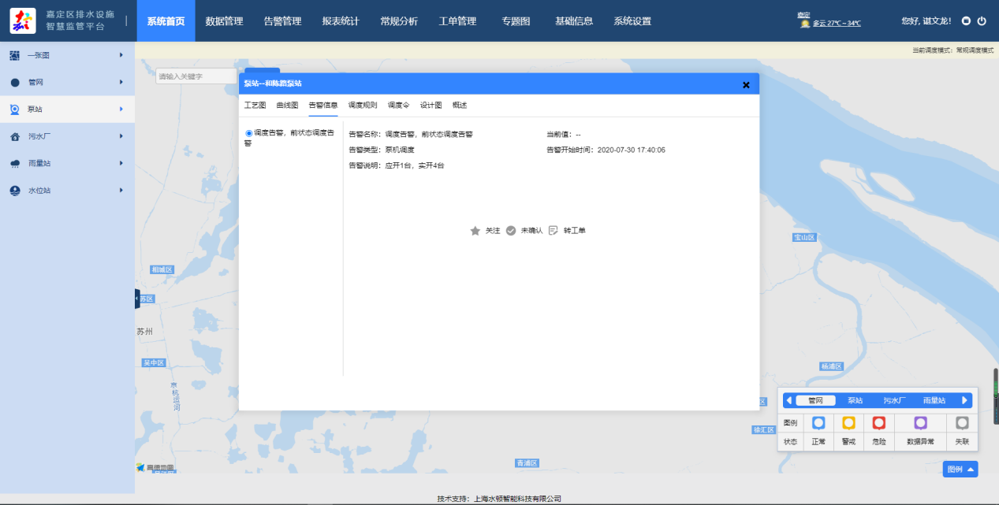 嘉定区排水设施
智慧监管平台
系统首页 数据管理 告警管理 报表统计 常规分析 工单管理 专题图 基础信息 系统设置
嘉定
多云 27℃~34℃
您好, 谌文龙!
当前调度模式: 常规调度模式
一张图
管网
泵站
污水厂
雨量站
水位站
请输入关键字
泵站--和陈路泵站
工艺图 曲线图 告警信息 调度规则 调度令 设计图 概述
调度告警，前状态调度告
警
告警名称: 调度告警，前状态调度告警
当前值: --
告警类型: 泵机调度
告警开始时间: 2020-07-30 17:40:06
告警说明: 应开1台，实开4台
关注 未确认 转工单
宝山区
相城区
苏区
苏州
吴中区
京杭运河
杨浦区
区
徐汇区
青浦区
高德地图
管网 泵站 污水厂 雨量站
图例
状态 正常 警戒 危险 数据异常 失联
图例
技术支持: 上海水顿智能科技有限公司